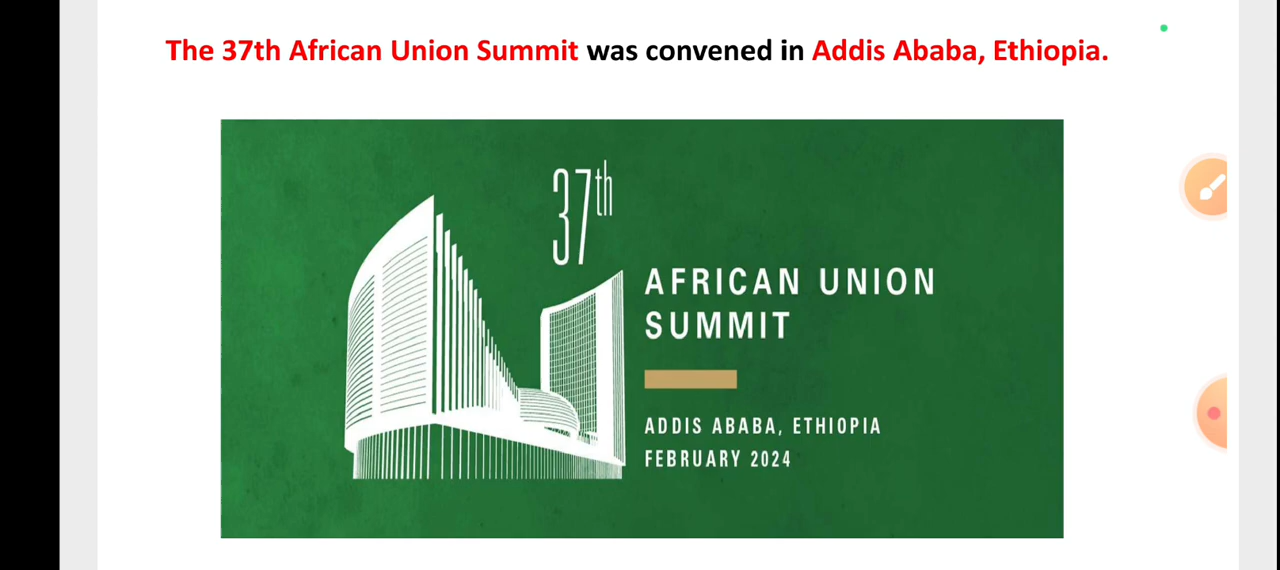 The 37th African Union Summit was convened in Addis Ababa, Ethiopia.
37th
AFRICAN UNION
SUMMIT
ADDIS ABABA, ETHIOPIA
FEBRUARY 2024